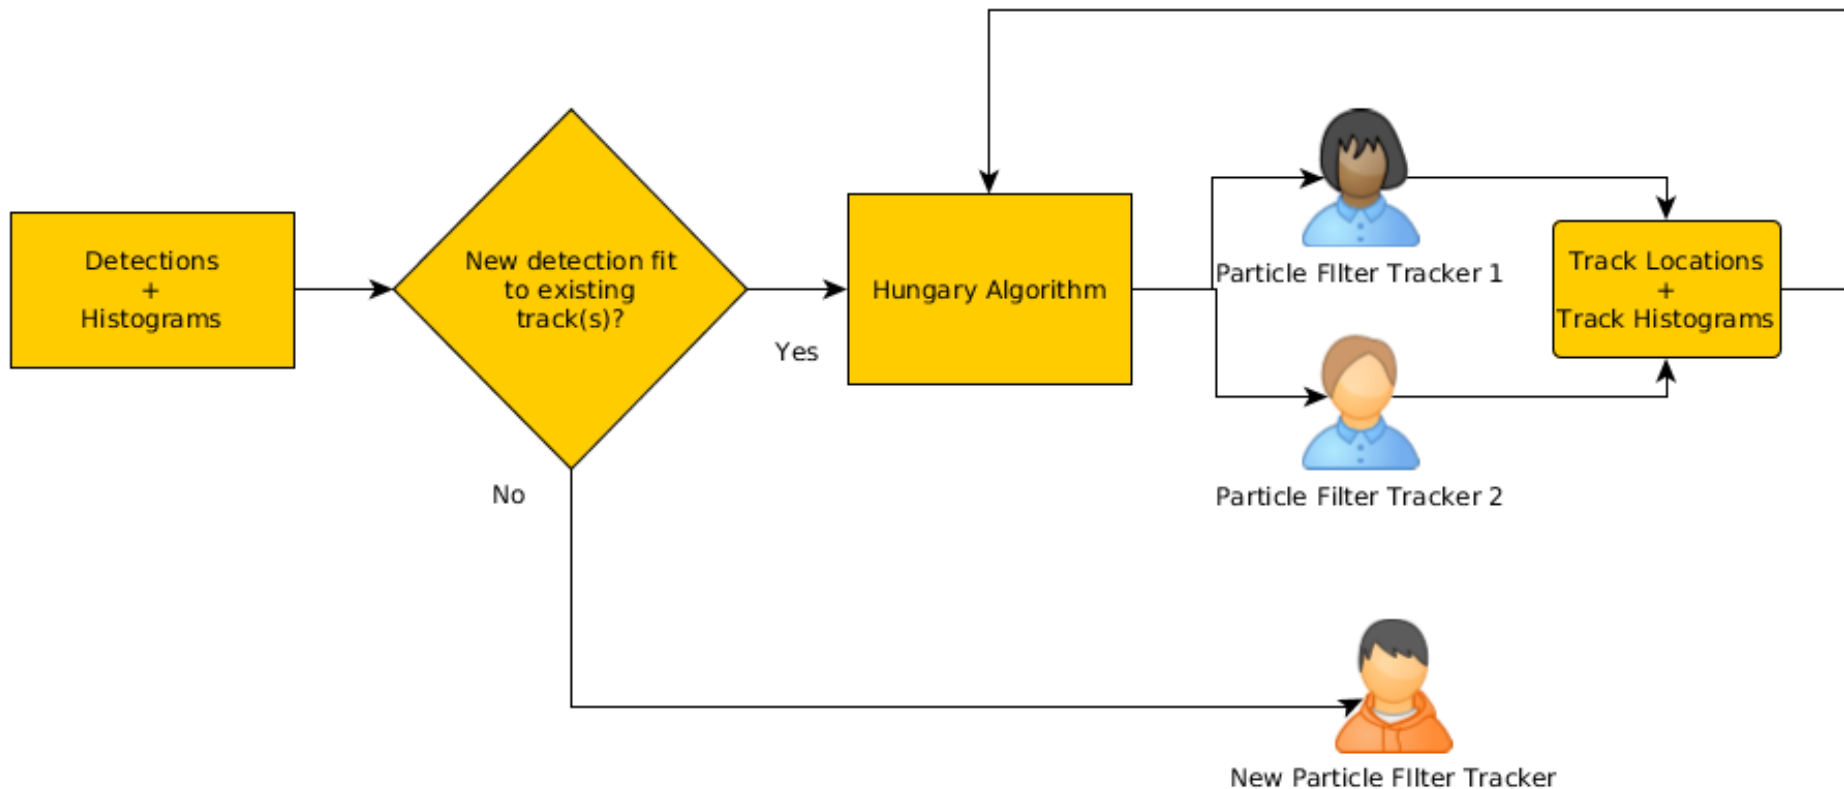 Detections
+
Histograms
New detection fit
to existing
track(s)?
Yes
No
Hungary Algorithm
Particle FIlter Tracker 1
Particle Filter Tracker 2
Track Locations
+
Track Histograms
New Particle FIlter Tracker